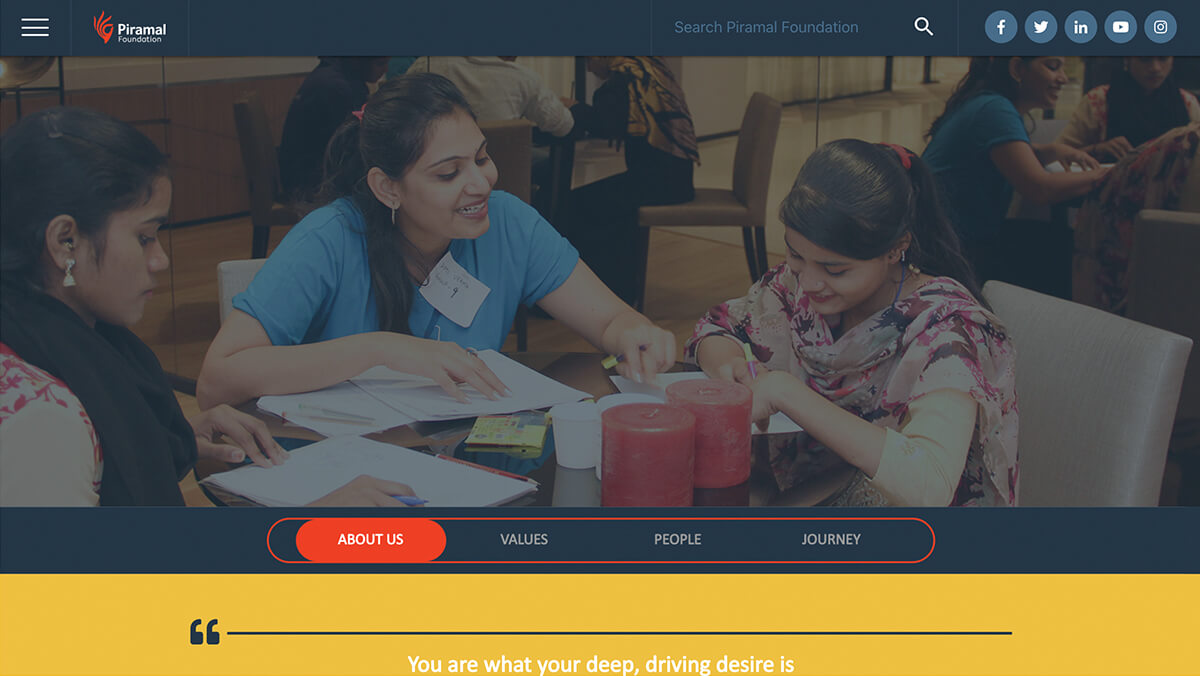 Piramal
Foundation
Search Piramal Foundation
ABOUT US
VALUES
PEOPLE
JOURNEY
You are what your deep, driving desire is